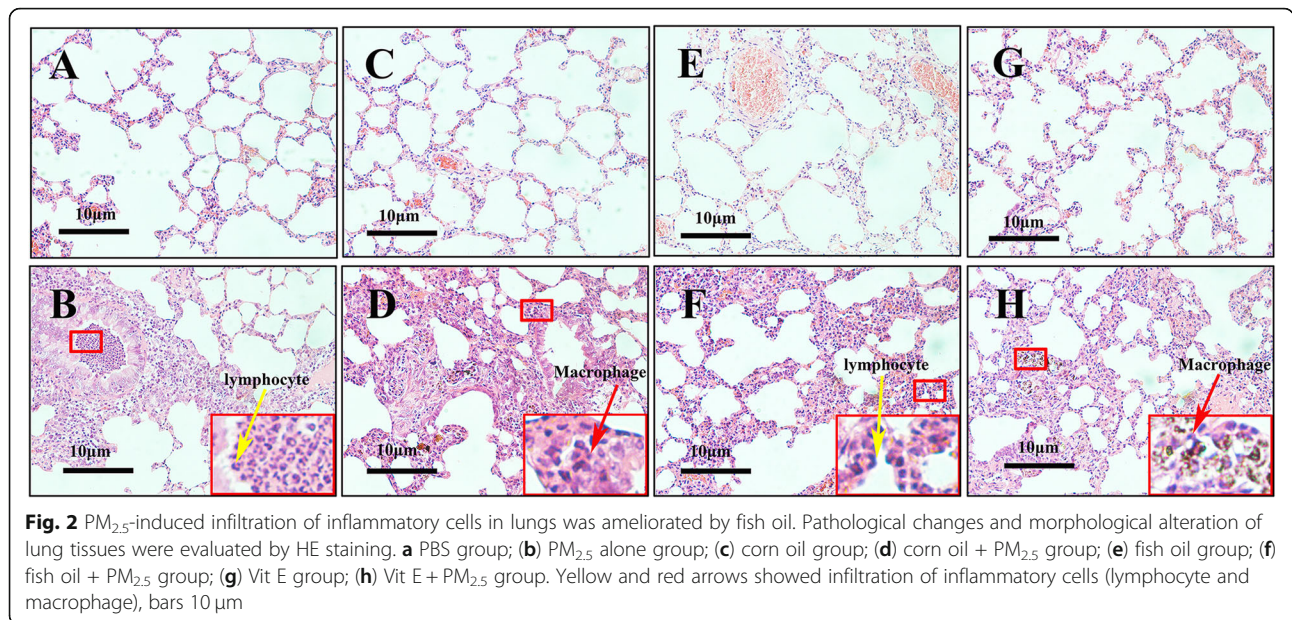 A
C
E
G
10µm
10µm
10µm
10µm
B
D
F
H
lymphocyte
Macrophage
lymphocyte
Macrophage
10µm
10µm
10µm
10µm
Fig. 2 PM2.5-induced infiltration of inflammatory cells in lungs was ameliorated by fish oil. Pathological changes and morphological alteration of
lung tissues were evaluated by HE staining. a PBS group; (b) PM2.5 alone group; (c) corn oil group; (d) corn oil + PM2.5 group; (e) fish oil group; (f)
fish oil + PM2.5 group; (g) Vit E group; (h) Vit E + PM2.5 group. Yellow and red arrows showed infiltration of inflammatory cells (lymphocyte and
macrophage), bars 10 µm